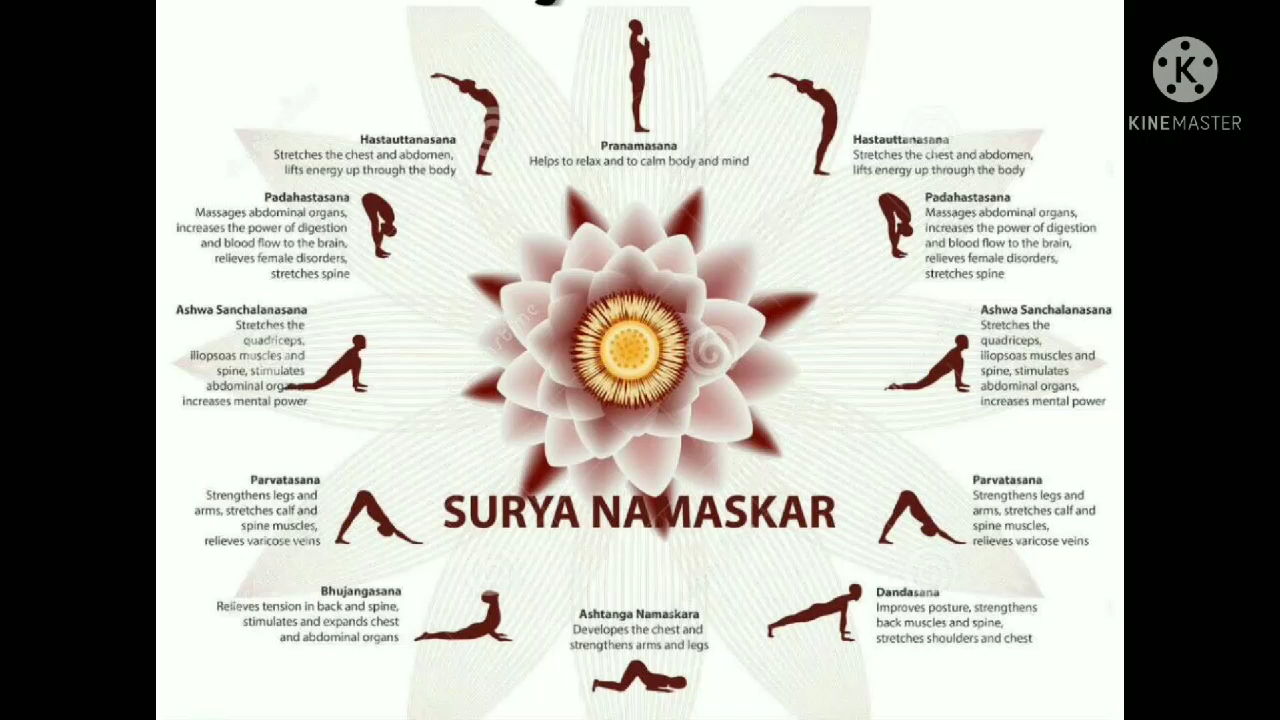 Pranamasana
Helps to relax and to calm body and mind
Hastauttanasana
Stretches the chest and abdomen,
lifts energy up through the body
Padahastasana
Massages abdominal organs,
increases the power of digestion
and blood flow to the brain,
relieves female disorders,
stretches spine
Ashwa Sanchalanasana
Stretches the
quadriceps,
iliopsoas muscles and
spine, stimulates
abdominal organs,
increases mental power
Parvatasana
Strengthens legs and
arms, stretches calf and
spine muscles,
relieves varicose veins
Dandasana
Improves posture, strengthens
back muscles and spine,
stretches shoulders and chest
Ashtanga Namaskara
Developes the chest and
strengthens arms and legs
Bhujangasana
Relieves tension in back and spine,
stimulates and expands chest
and abdominal organs
Parvatasana
Strengthens legs and
arms, stretches calf and
spine muscles,
relieves varicose veins
Ashwa Sanchalanasana
Stretches the
quadriceps,
iliopsoas muscles and
spine, stimulates
abdominal
increases mental power
Padahastasana
Massages abdominal organs,
increases the power of digestion
and blood flow to the brain,
relieves female disorders,
stretches spine
Hastauttanasana
Stretches the chest and abdomen,
lifts energy up through the body
SURYA NAMASKAR
K
KINEMASTER